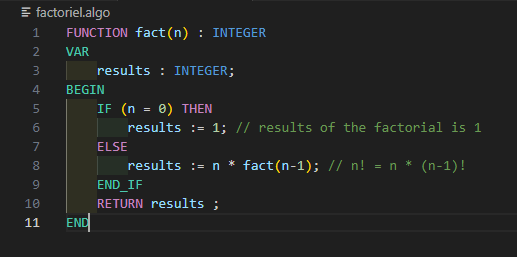 factoriel.algo
1 FUNCTION fact(n) : INTEGER
2 VAR
3 results : INTEGER;
4 BEGIN
5 IF (n = 0) THEN
6 results := 1; // results of the factorial is 1
7 ELSE
8 results := n * fact(n-1); // n! = n * (n-1)!
9 END_IF
10 RETURN results ;
11 END